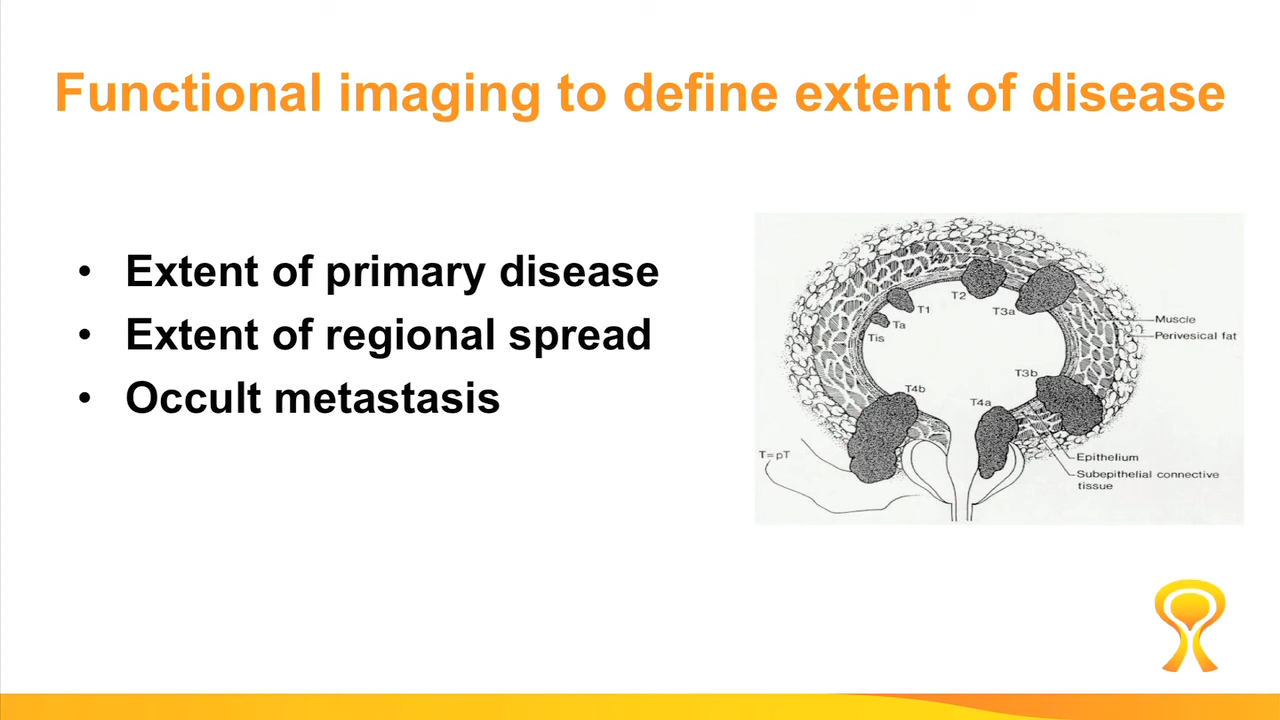 Functional imaging to define extent of disease
• Extent of primary disease
• Extent of regional spread
• Occult metastasis
T2
T1
T3a
Ta
Tis
Muscle
Perivesical fat
T3b
T4b
T4a
T=pT
Epithelium
Subepithelial connective
tissue